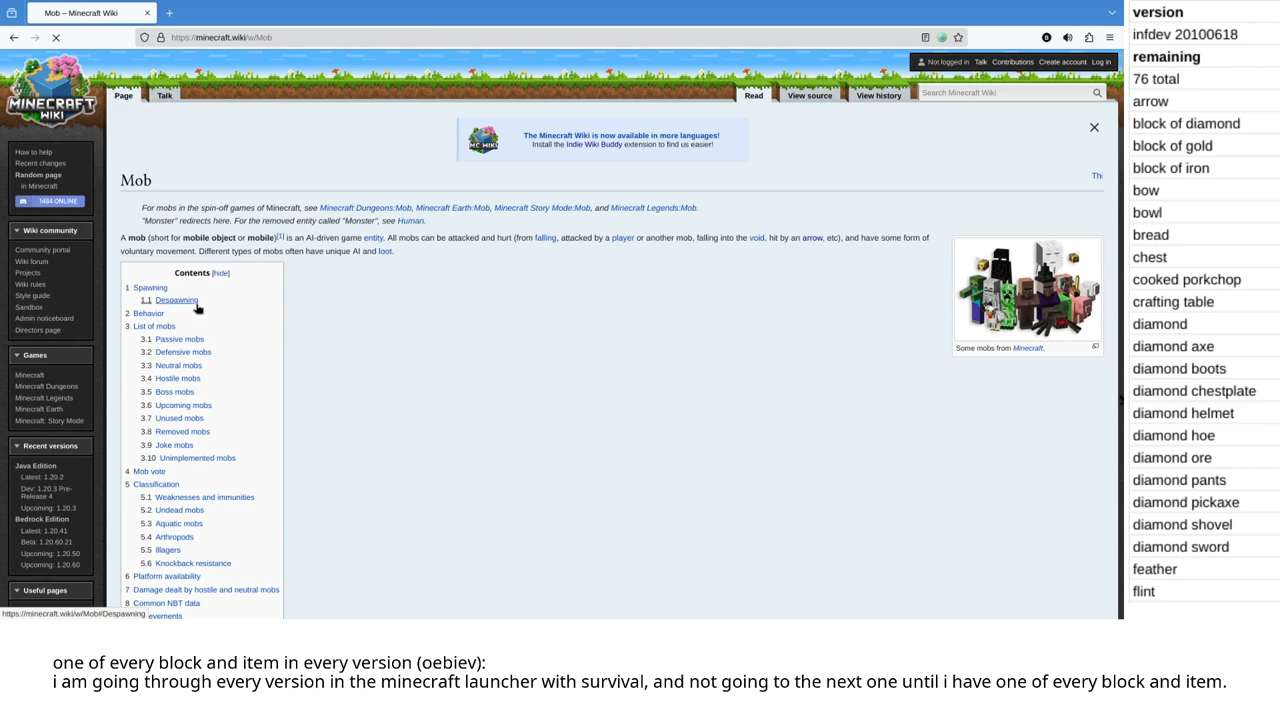 Mob – Minecraft Wiki
https://minecraft.wiki/w/Mob
Not logged in Talk Contributions Create account Log in
MINECRAFT
WIKI
Page Talk
Read View source View history
Search Minecraft Wiki
How to help
Recent changes
Random page
in Minecraft
1484 ONLINE
Wiki community
Community portal
Wiki forum
Projects
Wiki rules
Style guide
Sandbox
Admin noticeboard
Directors page
Games
Minecraft
Minecraft Dungeons
Minecraft Legends
Minecraft Earth
Minecraft: Story Mode
Recent versions
Java Edition
Latest: 1.20.2
Dev: 1.20.3 Pre-
Release 4
Upcoming: 1.20.3
Bedrock Edition
Latest: 1.20.41
Beta: 1.20.60.21
Upcoming: 1.20.50
Upcoming: 1.20.60
Useful pages
MC WIKI
The Minecraft Wiki is now available in more languages!
Install the Indie Wiki Buddy extension to find us easier!
Mob
Thi
For mobs in the spin-off games of Minecraft, see Minecraft Dungeons:Mob, Minecraft Earth:Mob, Minecraft Story Mode:Mob, and Minecraft Legends:Mob.
"Monster" redirects here. For the removed entity called "Monster", see Human.
A mob (short for mobile object or mobile)[1] is an AI-driven game entity. All mobs can be attacked and hurt (from falling, attacked by a player or another mob, falling into the void, hit by an arrow, etc), and have some form of
voluntary movement. Different types of mobs often have unique AI and loot.
Contents [hide]
1 Spawning
1.1 Despawning
2 Behavior
3 List of mobs
3.1 Passive mobs
3.2 Defensive mobs
3.3 Neutral mobs
3.4 Hostile mobs
3.5 Boss mobs
3.6 Upcoming mobs
3.7 Unused mobs
3.8 Removed mobs
3.9 Joke mobs
3.10 Unimplemented mobs
4 Mob vote
5 Classification
5.1 Weaknesses and immunities
5.2 Undead mobs
5.3 Aquatic mobs
5.4 Arthropods
5.5 Illagers
5.6 Knockback resistance
6 Platform availability
7 Damage dealt by hostile and neutral mobs
8 Common NBT data
evements
Some mobs from Minecraft.
https://minecraft.wiki/w/Mob#Despawning
version
infdev 20100618
remaining
76 total
arrow
block of diamond
block of gold
block of iron
bow
bowl
bread
chest
cooked porkchop
crafting table
diamond
diamond axe
diamond boots
diamond chestplate
diamond helmet
diamond hoe
diamond ore
diamond pants
diamond pickaxe
diamond shovel
diamond sword
feather
flint
one of every block and item in every version (oebiev):
i am going through every version in the minecraft launcher with survival, and not going to the next one until i have one of every block and item.